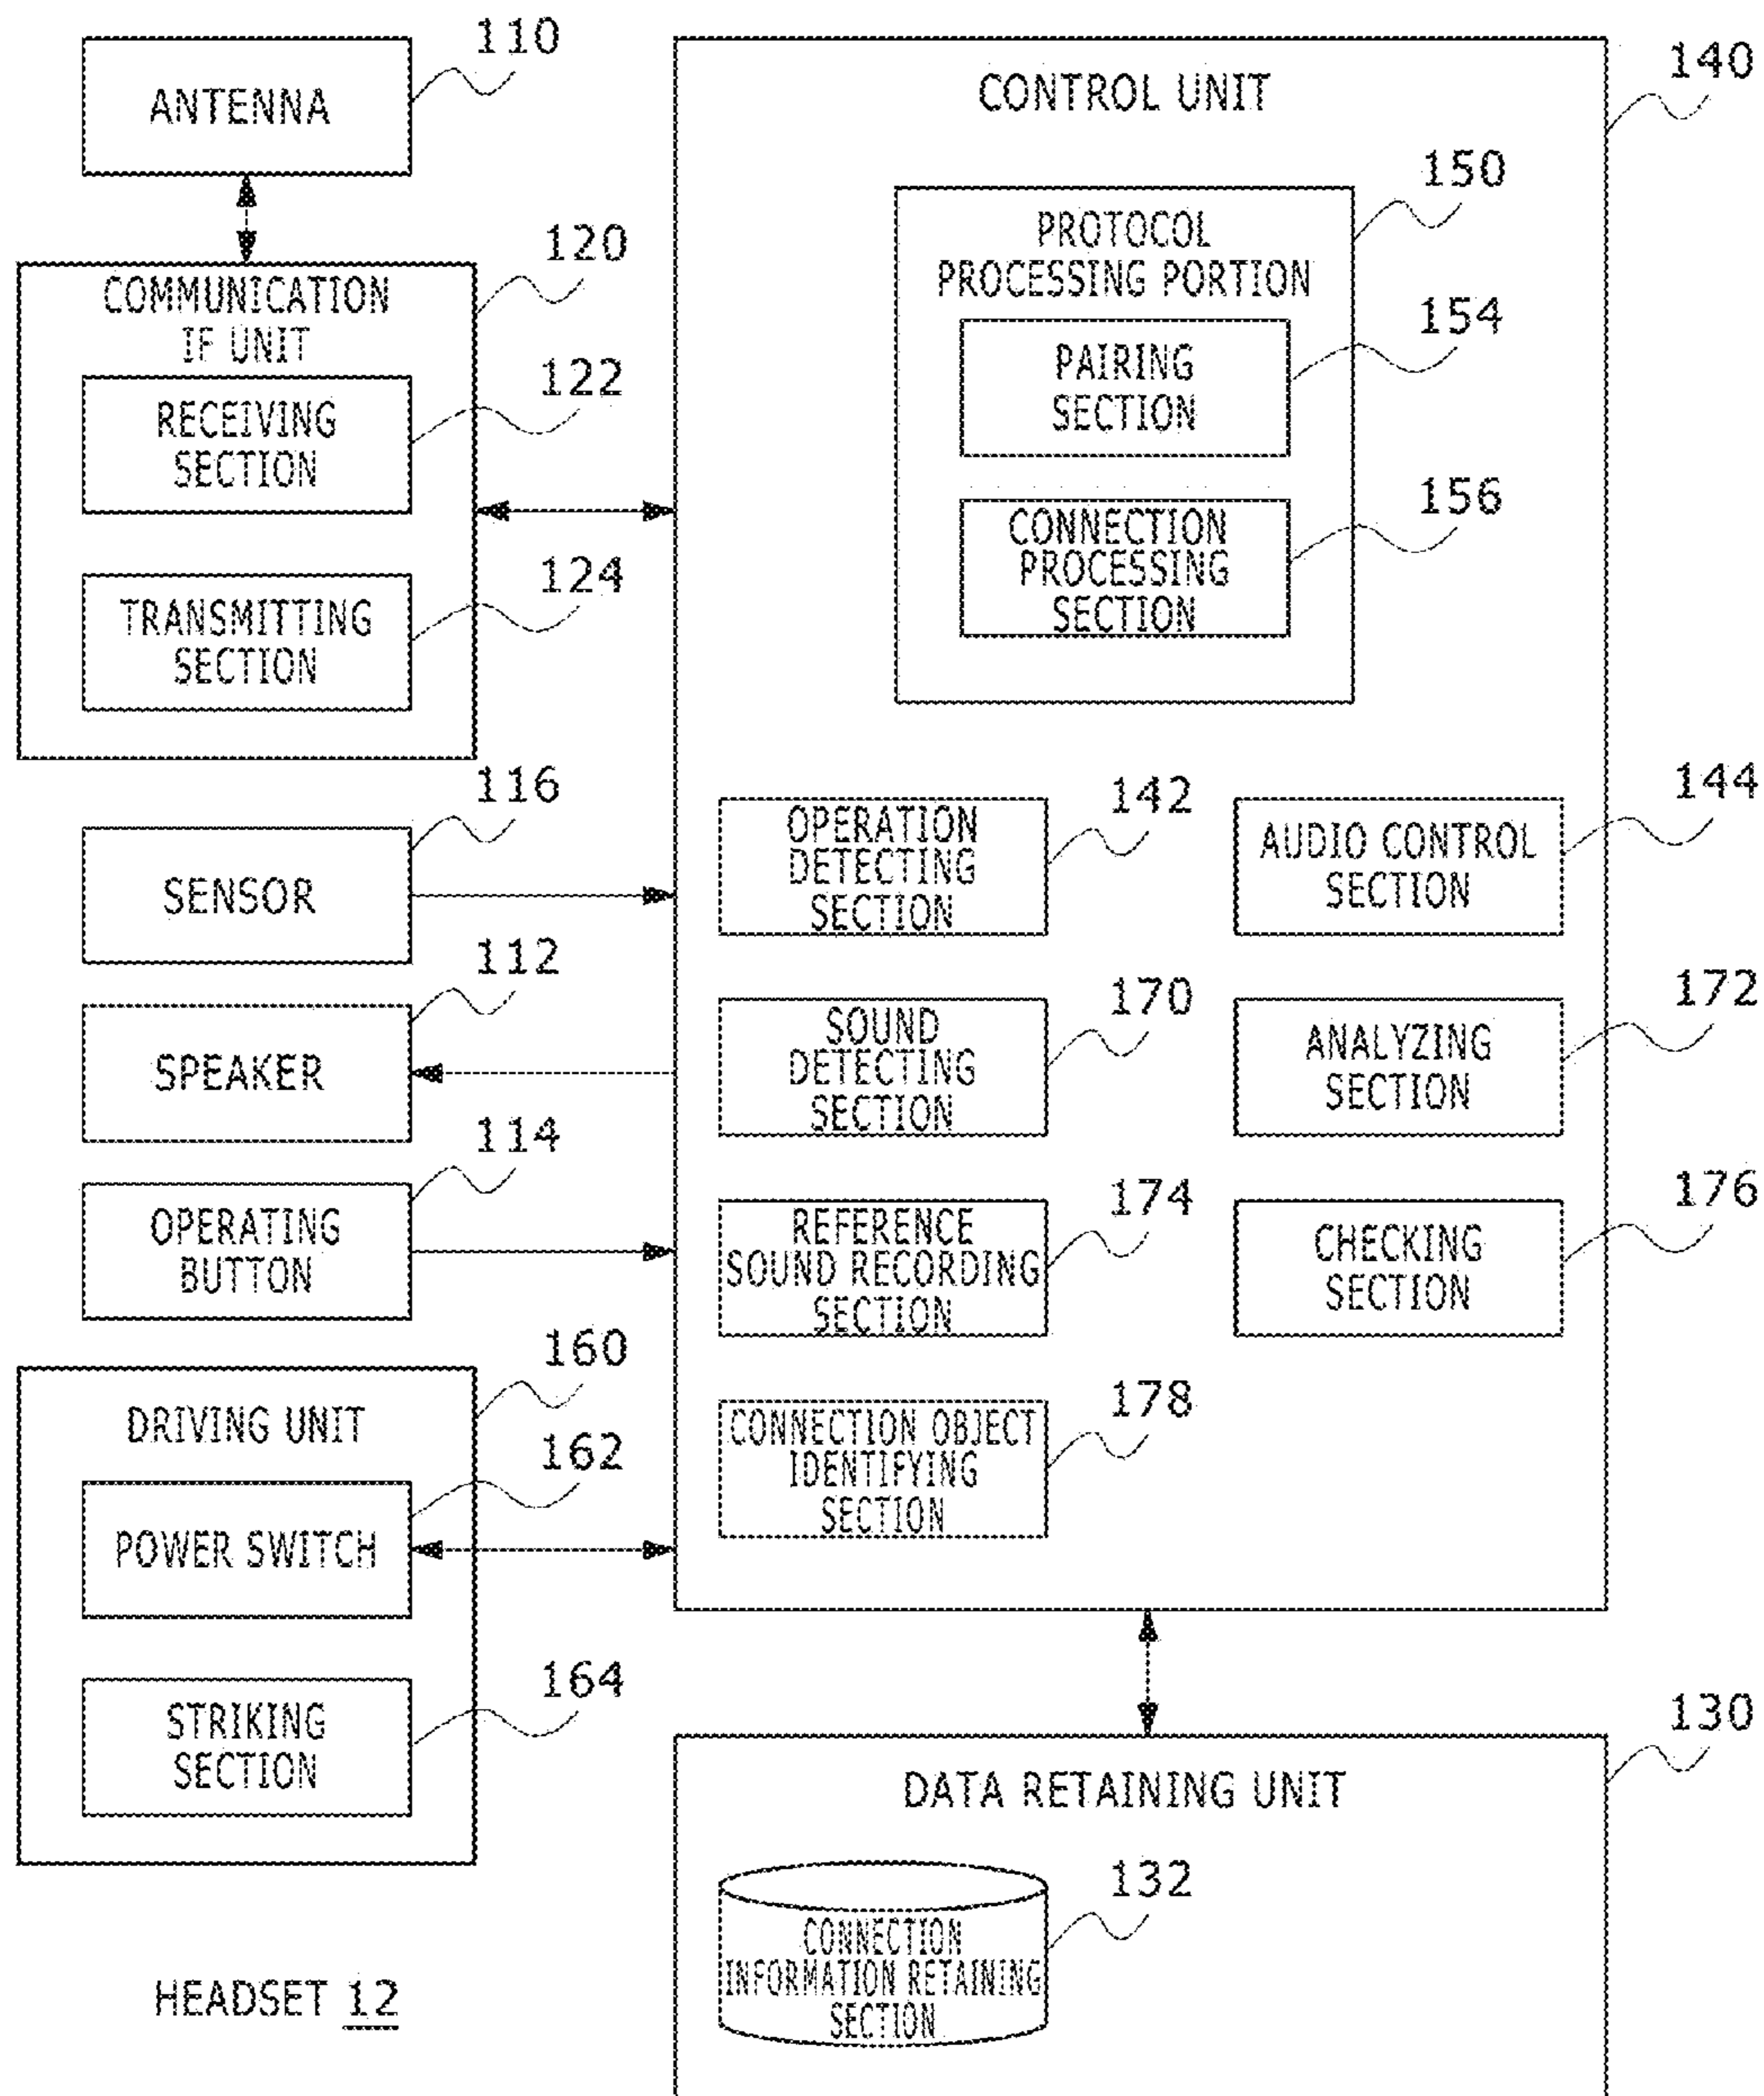 110
ANTENNA
120
COMMUNICATION
IF UNIT
122
RECEIVING
SECTION
124
TRANSMITTING
SECTION
116
SENSOR
112
SPEAKER
114
OPERATING
BUTTON
160
DRIVING UNIT
162
POWER SWITCH
164
STRIKING
SECTION
HEADSET 12
140
CONTROL UNIT
150
PROTOCOL
PROCESSING PORTION
154
PAIRING
SECTION
156
CONNECTION
PROCESSING
SECTION
142
OPERATION
DETECTING
SECTION
144
AUDIO CONTROL
SECTION
170
SOUND
DETECTING
SECTION
172
ANALYZING
SECTION
174
REFERENCE
SOUND RECORDING
SECTION
176
CHECKING
SECTION
178
CONNECTION OBJECT
IDENTIFYING
SECTION
130
DATA RETAINING UNIT
132
CONNECTION
INFORMATION RETAINING
SECTION